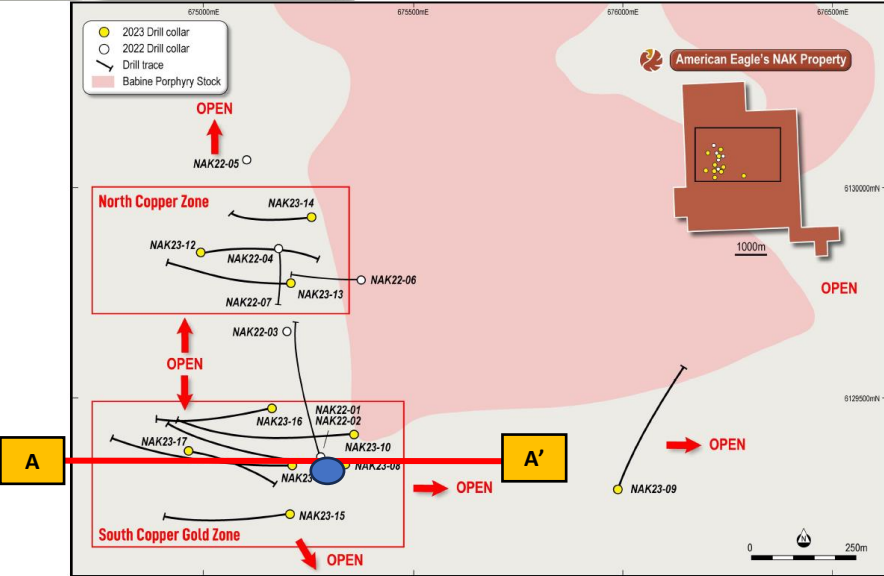 675000mE
675500mE
676000mE
676500mE
2023 Drill collar
2022 Drill collar
Drill trace
Babine Porphyry Stock
American Eagle's NAK Property
1000m
OPEN
NAK22-05
6130000mN
North Copper Zone
NAK23-14
NAK23-12
NAK22-04
NAK22-06
NAK23-13
NAK22-07
OPEN
NAK22-03
OPEN
6129500mN
NAK22-01
NAK22-02
NAK23-16
NAK23-17
NAK23-10
OPEN
A
A’
NAK23-08
NAK23
OPEN
NAK23-09
NAK23-15
South Copper Gold Zone
OPEN
N
0
250m